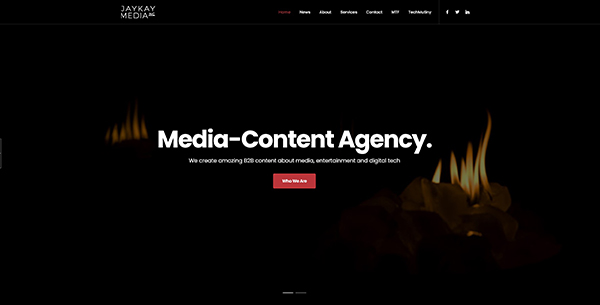 JAYKAY
MEDIA INC
Home News About Services Contact MTF TechMutiny
Media-Content Agency.
We create amazing B2B content about media, entertainment and digital tech
Who We Are